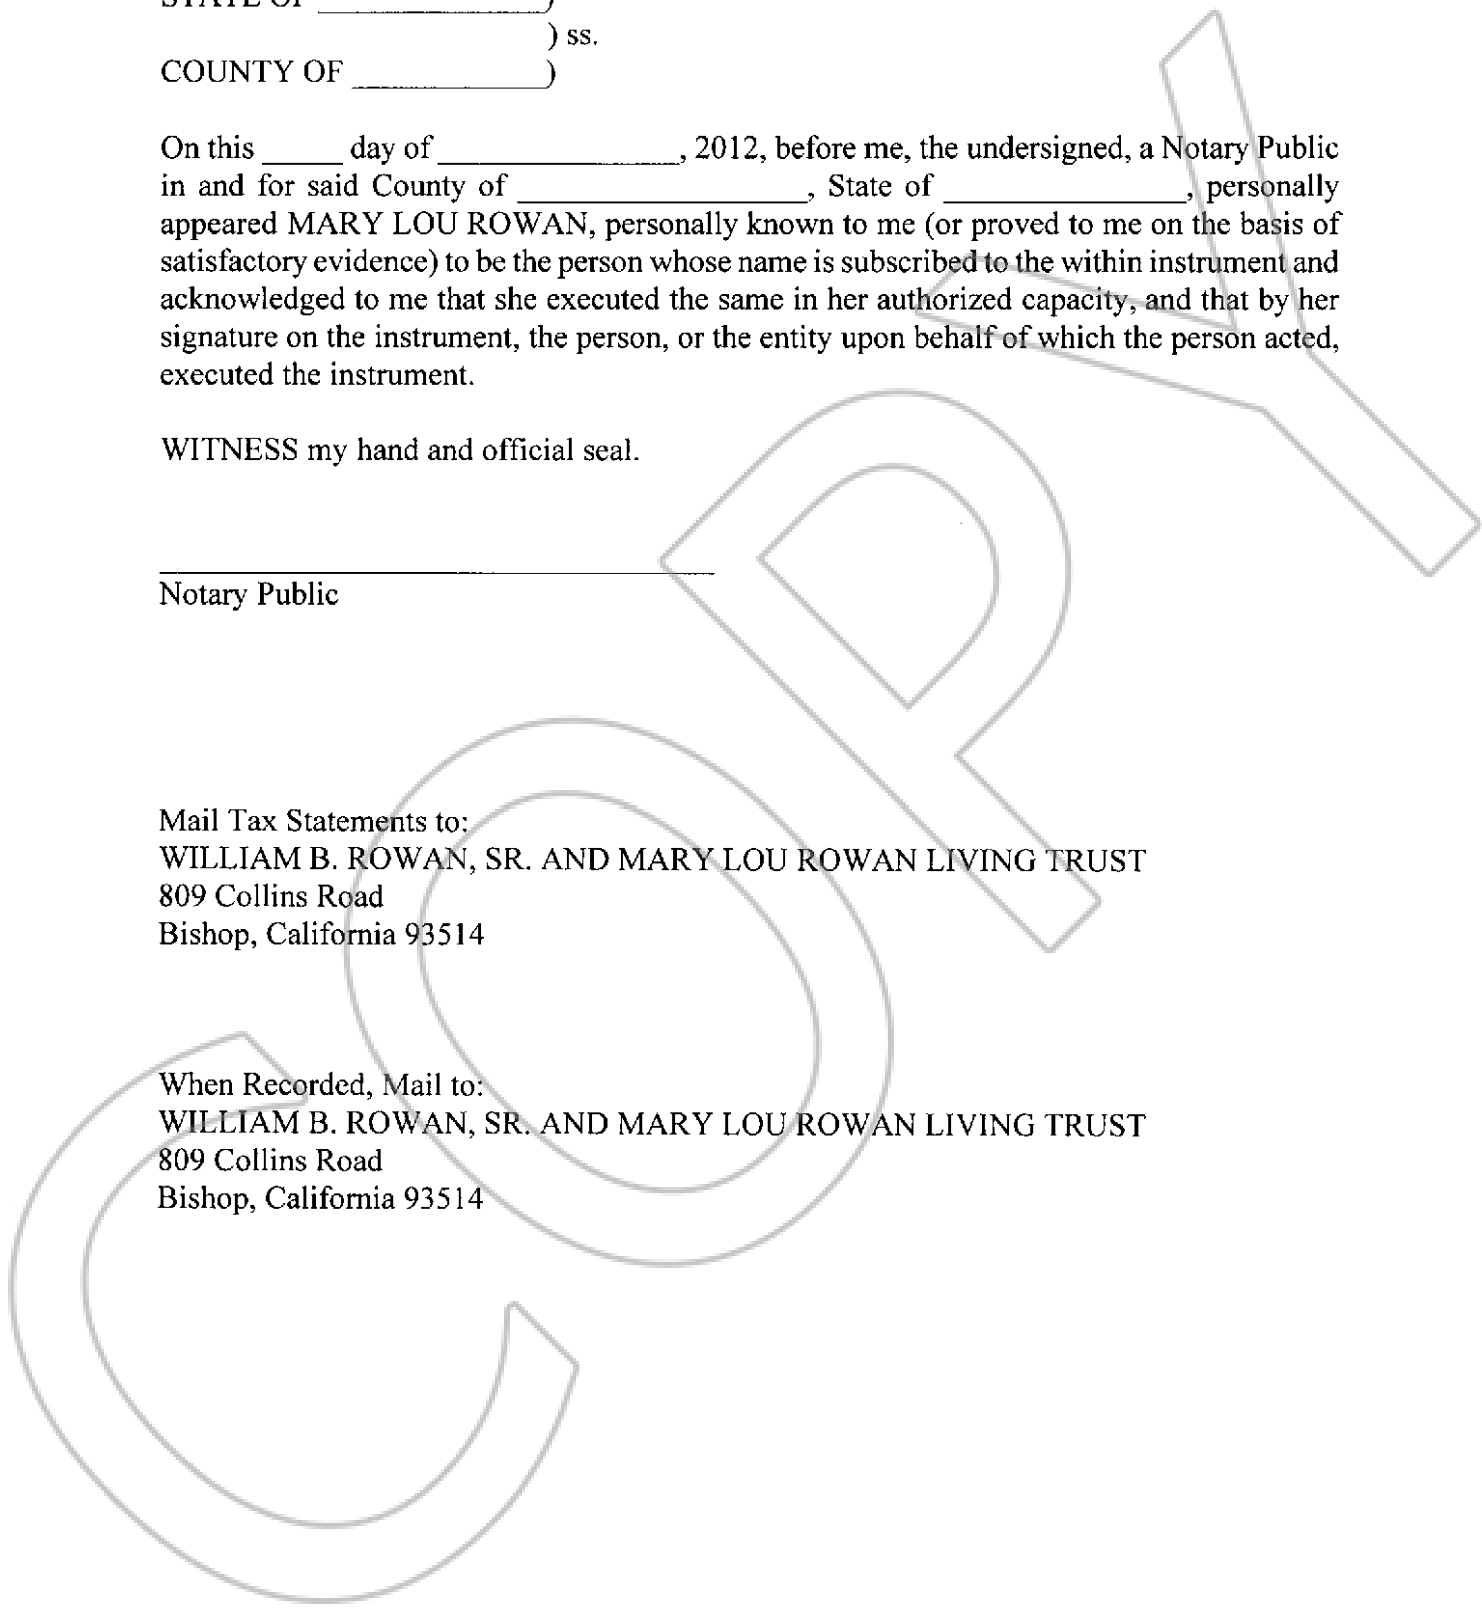 STATE OF ______________)
) ss.
COUNTY OF ____________)
On this _____ day of _______________, 2012, before me, the undersigned, a Notary Public
in and for said County of __________________, State of _______________, personally
appeared MARY LOU ROWAN, personally known to me (or proved to me on the basis of
satisfactory evidence) to be the person whose name is subscribed to the within instrument and
acknowledged to me that she executed the same in her authorized capacity, and that by her
signature on the instrument, the person, or the entity upon behalf of which the person acted,
executed the instrument.
WITNESS my hand and official seal.
Notary Public
Mail Tax Statements to:
WILLIAM B. ROWAN, SR. AND MARY LOU ROWAN LIVING TRUST
809 Collins Road
Bishop, California 93514
When Recorded, Mail to:
WILLIAM B. ROWAN, SR. AND MARY LOU ROWAN LIVING TRUST
809 Collins Road
Bishop, California 93514
COPY